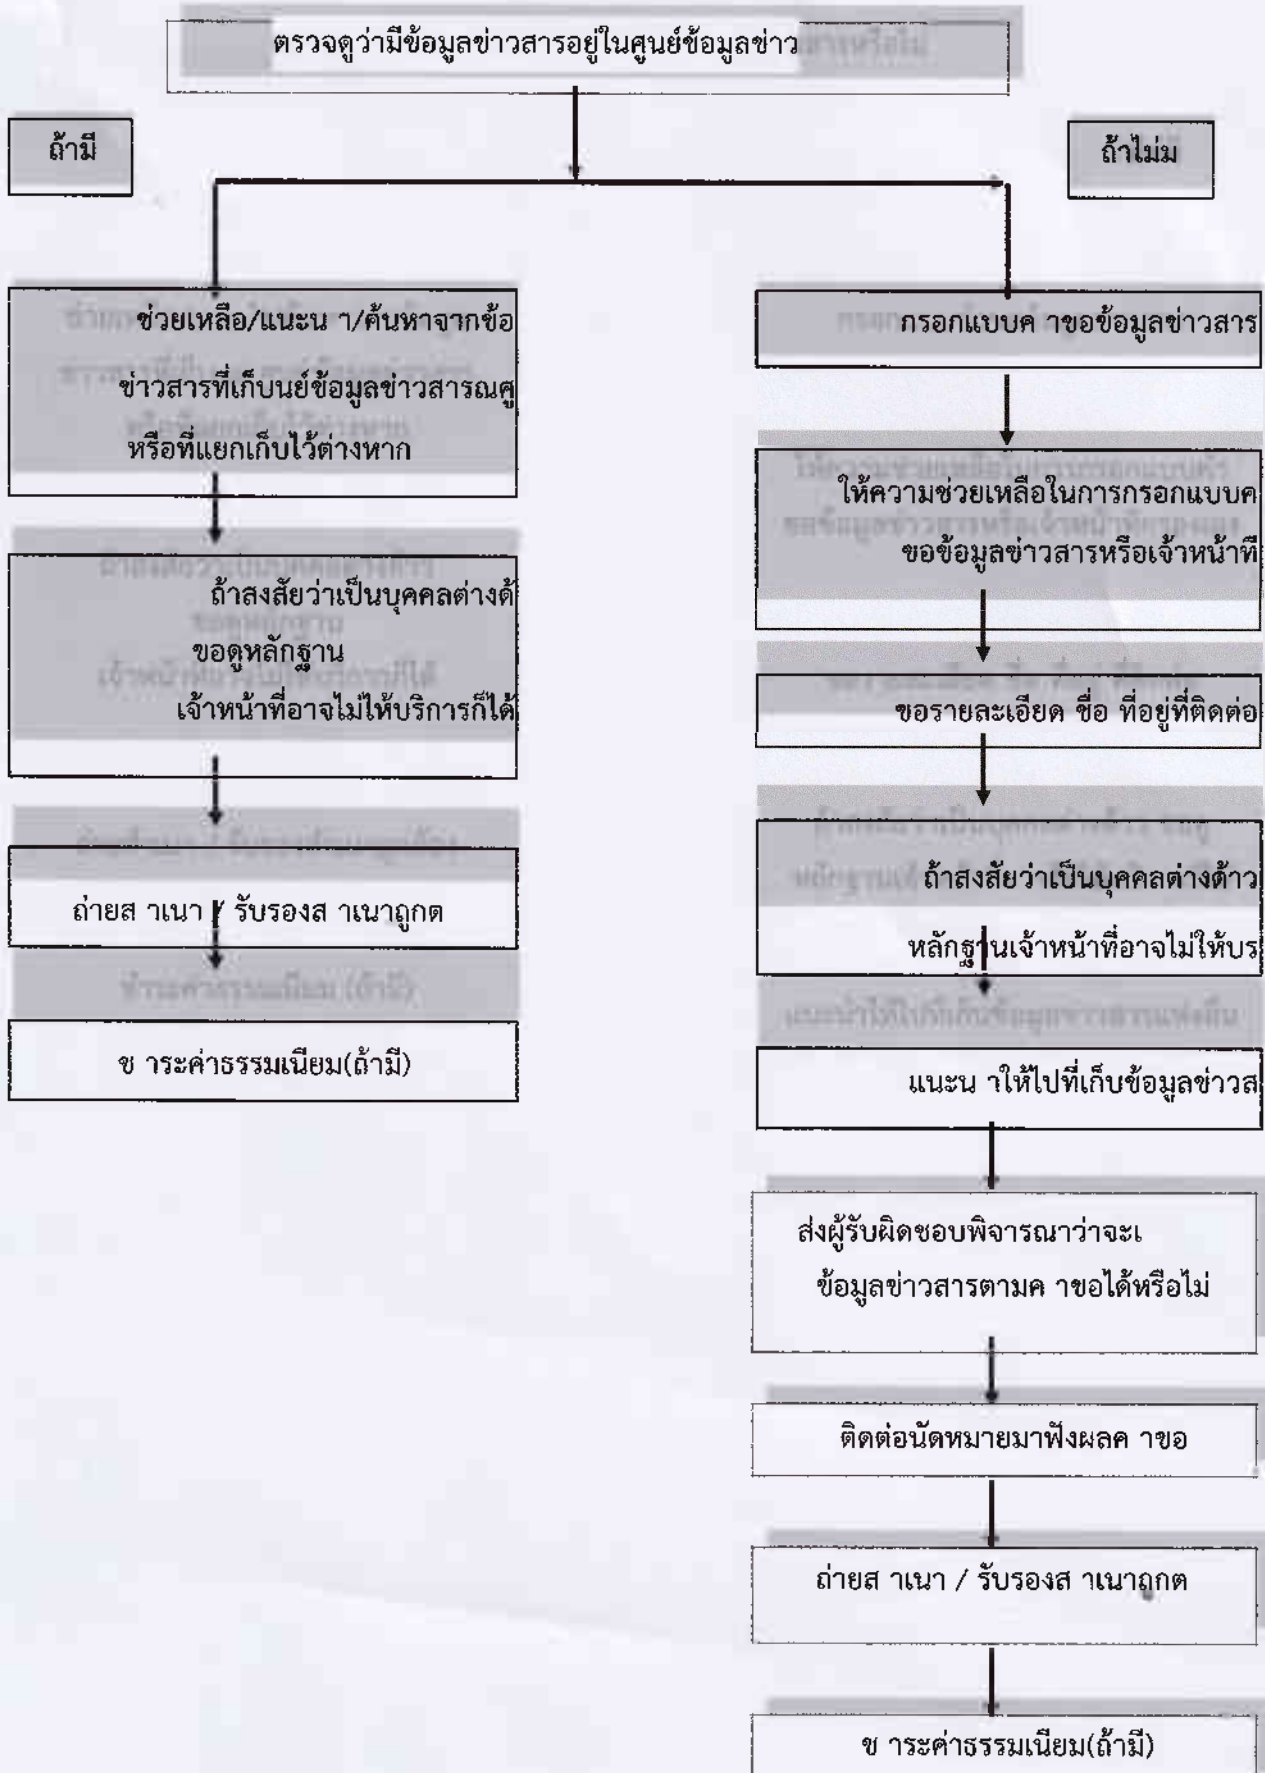 ตรวจดูว่ามีข้อมูลข่าวสารอยู่ในศูนย์ข้อมูลข่าวสารหรือไม่
ถ้ามี
ถ้าไม่ม
ช่วยเหลือ/แนะน ำ/ค้นหาจากข้อ
ข่าวสารที่เก็บนย์ข้อมูลข่าวสารณศู
หรือที่แยกเก็บไว้ต่างหาก
ถ้าสงสัยว่าเป็นบุคคลต่างด้
ขอดูหลักฐาน
เจ้าหน้าที่อาจไม่ให้บริการก็ได้
ถ่ายส าเนา / รับรองส าเนาถูกต
ช าระค่าธรรมเนียม(ถ้ามี)
กรอกแบบค าขอข้อมูลข่าวสาร
ให้ความช่วยเหลือในการกรอกแบบค
ขอข้อมูลข่าวสารหรือเจ้าหน้าที
ขอรายละเอียด ชื่อ ที่อยู่ที่ติดต่อ
ถ้าสงสัยว่าเป็นบุคคลต่างด้าว
หลักฐานเจ้าหน้าที่อาจไม่ให้บร
แนะน าให้ไปที่เก็บข้อมูลข่าวส
ส่งผู้รับผิดชอบพิจารณาว่าจะเ
ข้อมูลข่าวสารตามค าขอได้หรือไม่
ติดต่อนัดหมายมาฟังผลค าขอ
ถ่ายส าเนา / รับรองส าเนาถูกต
ช าระค่าธรรมเนียม(ถ้ามี)